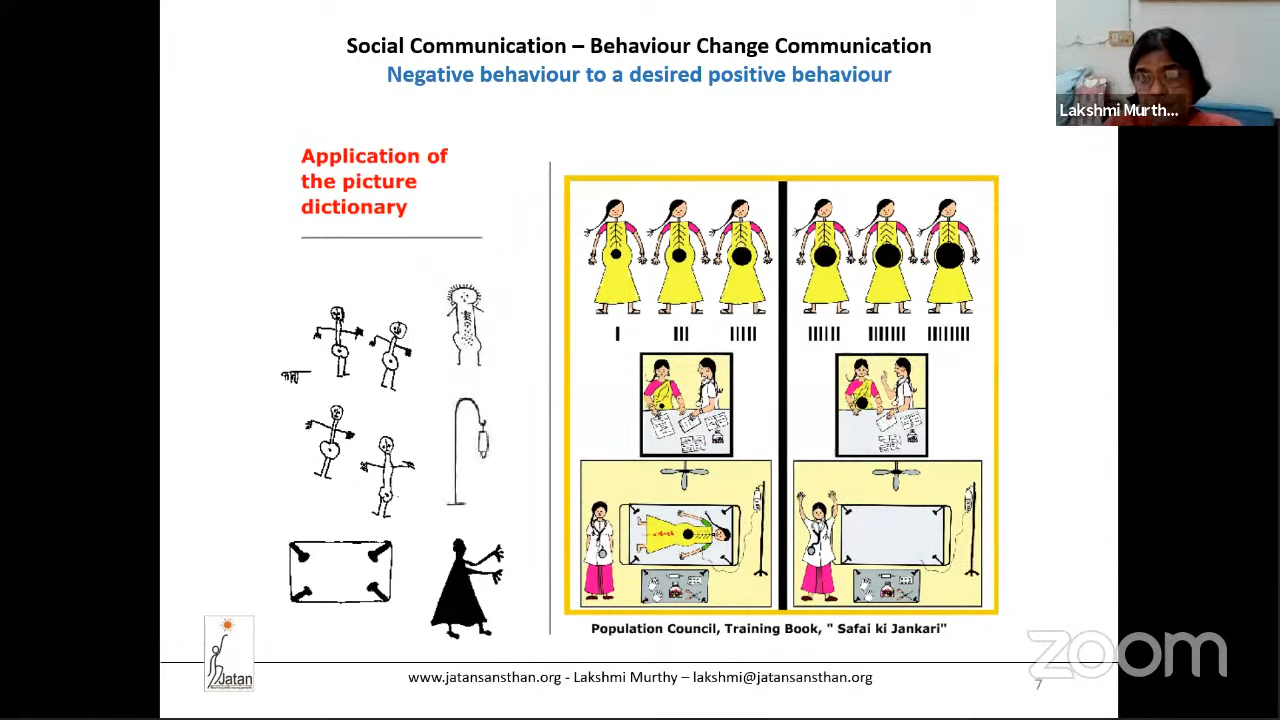 Social Communication – Behaviour Change Communication
Negative behaviour to a desired positive behaviour
Lakshmi Murth...
Application of
the picture
dictionary
Population Council, Training Book, " Safai ki Jankari"
Jatan
www.jatansansthan.org - Lakshmi Murthy – lakshmi@jatansansthan.org
zoom
7